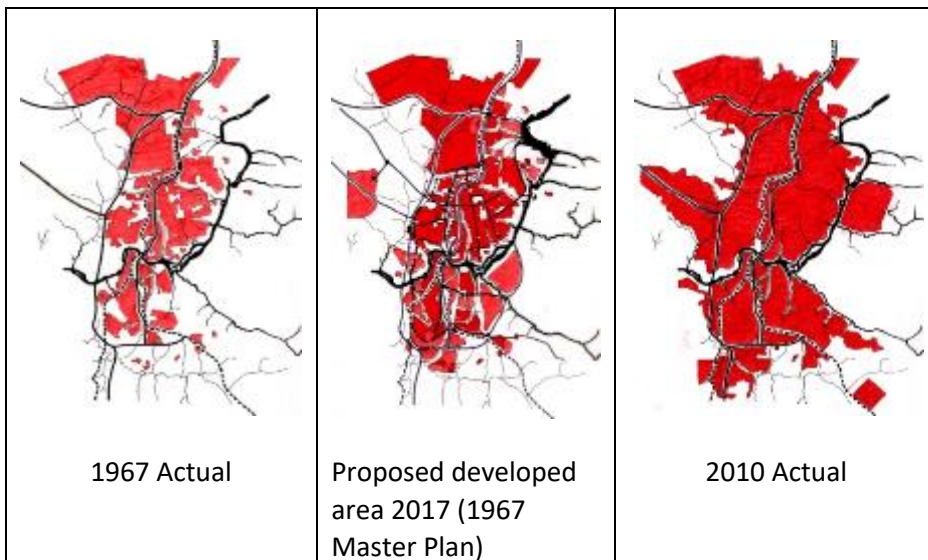 1967 Actual
Proposed developed
area 2017 (1967
Master Plan)
2010 Actual